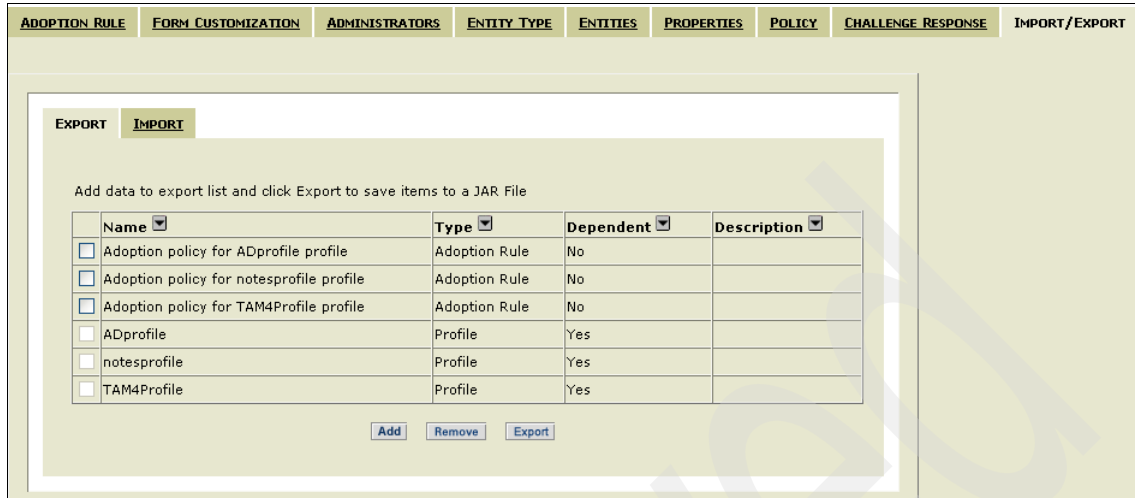 ADOPTION RULE FORM CUSTOMIZATION ADMINISTRATORS ENTITY TYPE ENTITIES PROPERTIES POLICY CHALLENGE RESPONSE IMPORT/EXPORT
EXPORT IMPORT
Add data to export list and click Export to save items to a JAR File
Name Type Dependent Description
Adoption policy for ADprofile profile Adoption Rule No
Adoption policy for notesprofile profile Adoption Rule No
Adoption policy for TAM4Profile profile Adoption Rule No
ADprofile Profile Yes
notesprofile Profile Yes
TAM4Profile Profile Yes
Add Remove Export